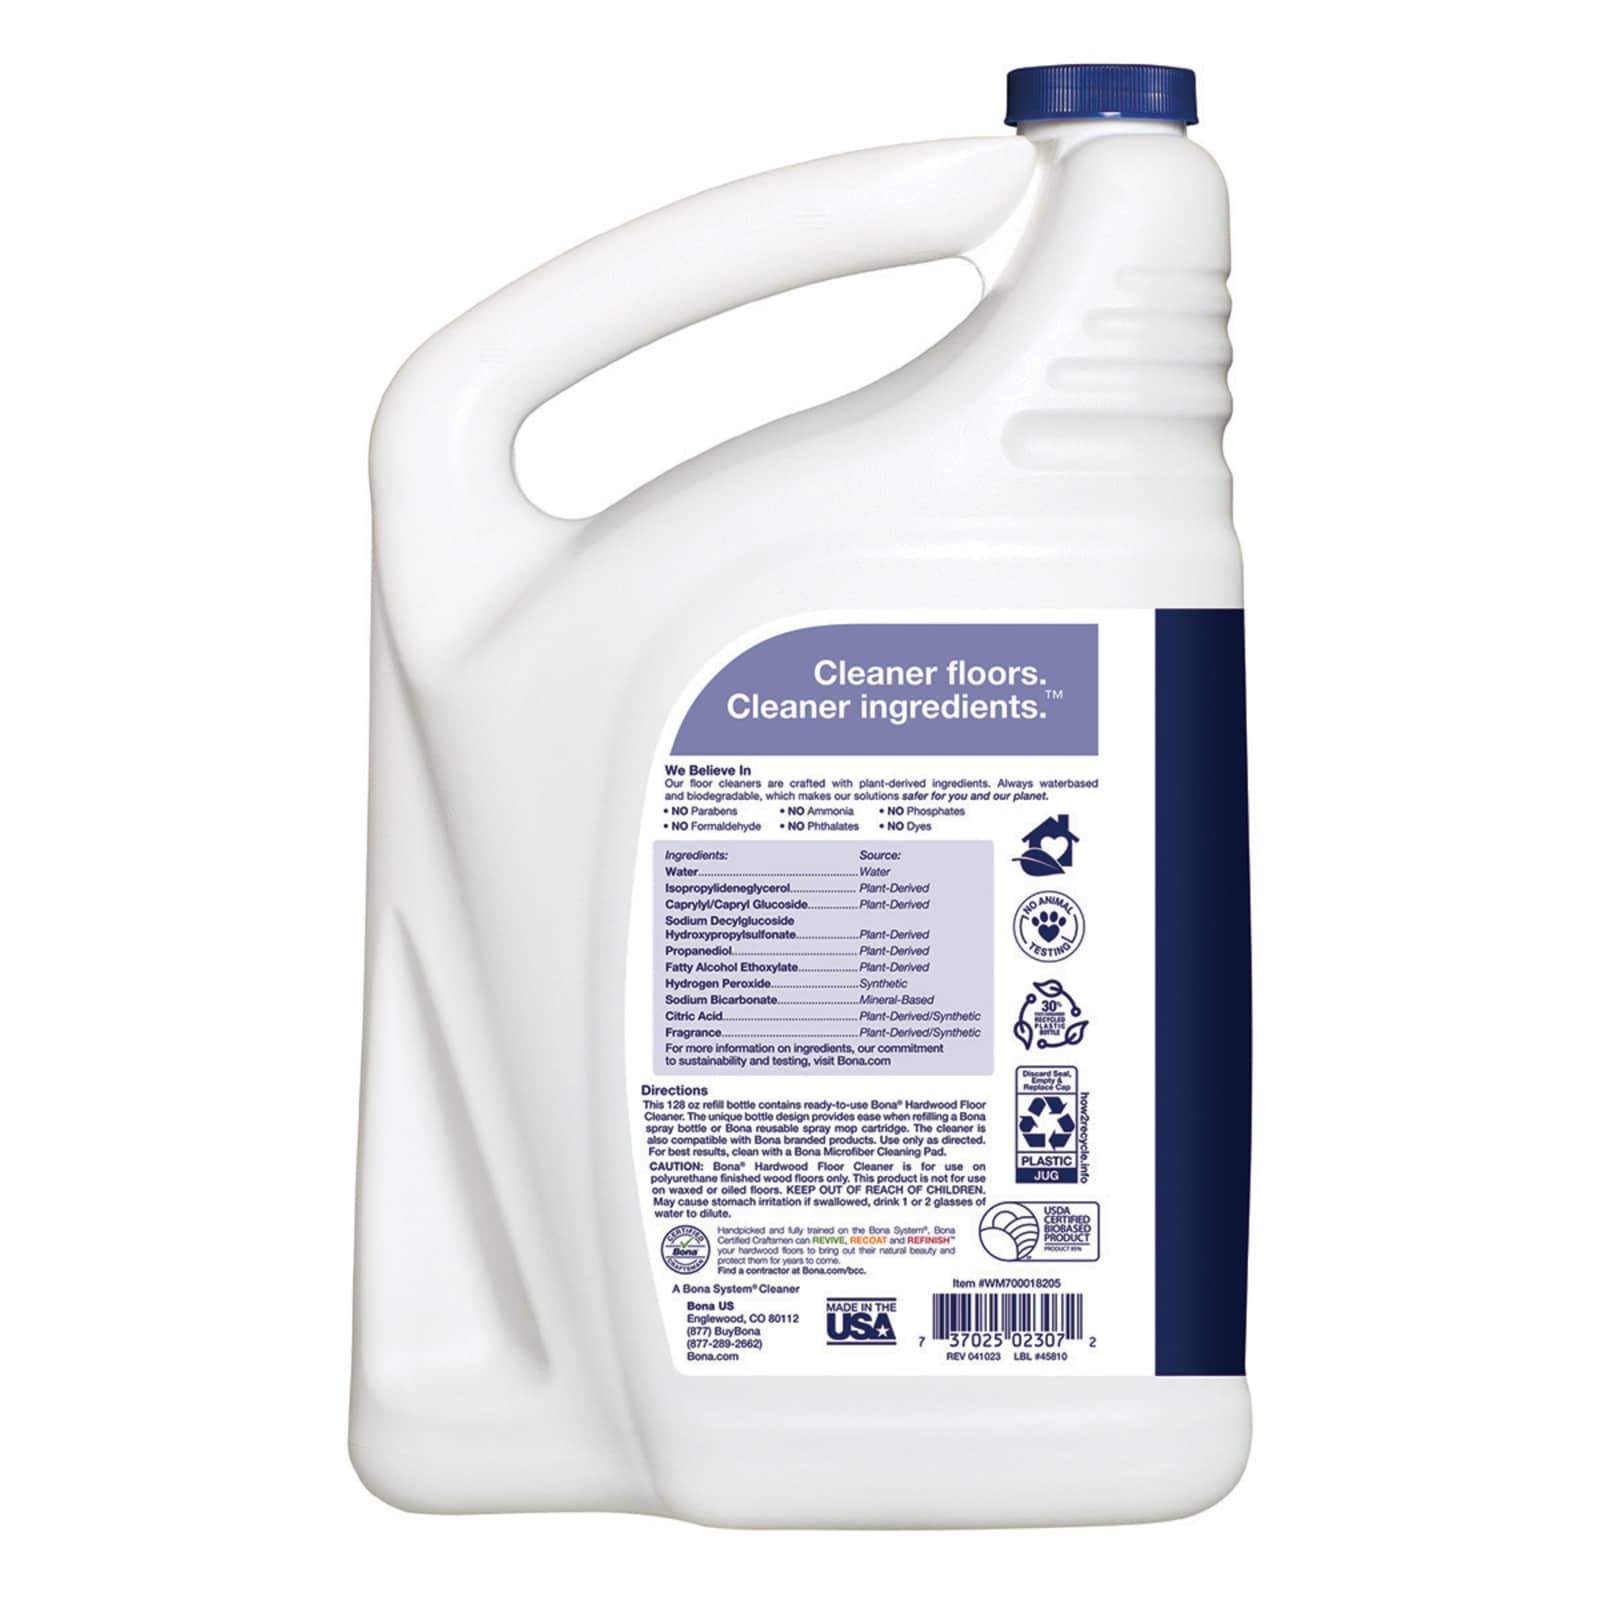 Cleaner floors.
Cleaner ingredients.™
We Believe In
Our floor cleaners are crafted with plant-derived ingredients. Always waterbased
and biodegradable, which makes our solutions safer for you and our planet.
• NO Parabens • NO Ammonia • NO Phosphates
• NO Formaldehyde • NO Phthalates • NO Dyes
Ingredients: Source:
Water Water
Isopropylideneglycerol Plant-Derived
Caprylyl/Capryl Glucoside Plant-Derived
Sodium Decylglucoside
Hydroxypropylsulfonate Plant-Derived
Propanediol Plant-Derived
Fatty Alcohol Ethoxylate Plant-Derived
Hydrogen Peroxide Synthetic
Sodium Bicarbonate Mineral-Based
Citric Acid Plant-Derived/Synthetic
Fragrance Plant-Derived/Synthetic
For more information on ingredients, our commitment
to sustainability and testing, visit Bona.com
NO ANIMAL
TESTING
30%
POST-CONSUMER
RECYCLED
PLASTIC
BOTTLE
Discard Seal,
Empty &
Replace Cap
PLASTIC
JUG
how2recycle.info
Directions
This 128 oz refill bottle contains ready-to-use Bona® Hardwood Floor
Cleaner. The unique bottle design provides ease when refilling a Bona
spray bottle or Bona reusable spray mop cartridge. The cleaner is
also compatible with Bona branded products. Use only as directed.
For best results, clean with a Bona Microfiber Cleaning Pad.
CAUTION: Bona® Hardwood Floor Cleaner is for use on
polyurethane finished wood floors only. This product is not for use
on waxed or oiled floors. KEEP OUT OF REACH OF CHILDREN.
May cause stomach irritation if swallowed, drink 1 or 2 glasses of
water to dilute.
USDA
CERTIFIED
BIOBASED
PRODUCT
PRODUCT 95%
CERTIFIED
Bona
CRAFTSMAN
Handpicked and fully trained on the Bona System®, Bona
Certified Craftsmen can REVIVE, RECOAT and REFINISH™
your hardwood floors to bring out their natural beauty and
protect them for years to come.
Find a contractor at Bona.com/bcc.
A Bona System® Cleaner
Bona US
Englewood, CO 80112
(877) BuyBona
(877-289-2662)
Bona.com
MADE IN THE
USA
Item #WM700018205
7 37025 02307 2
REV 041023 LBL #45810